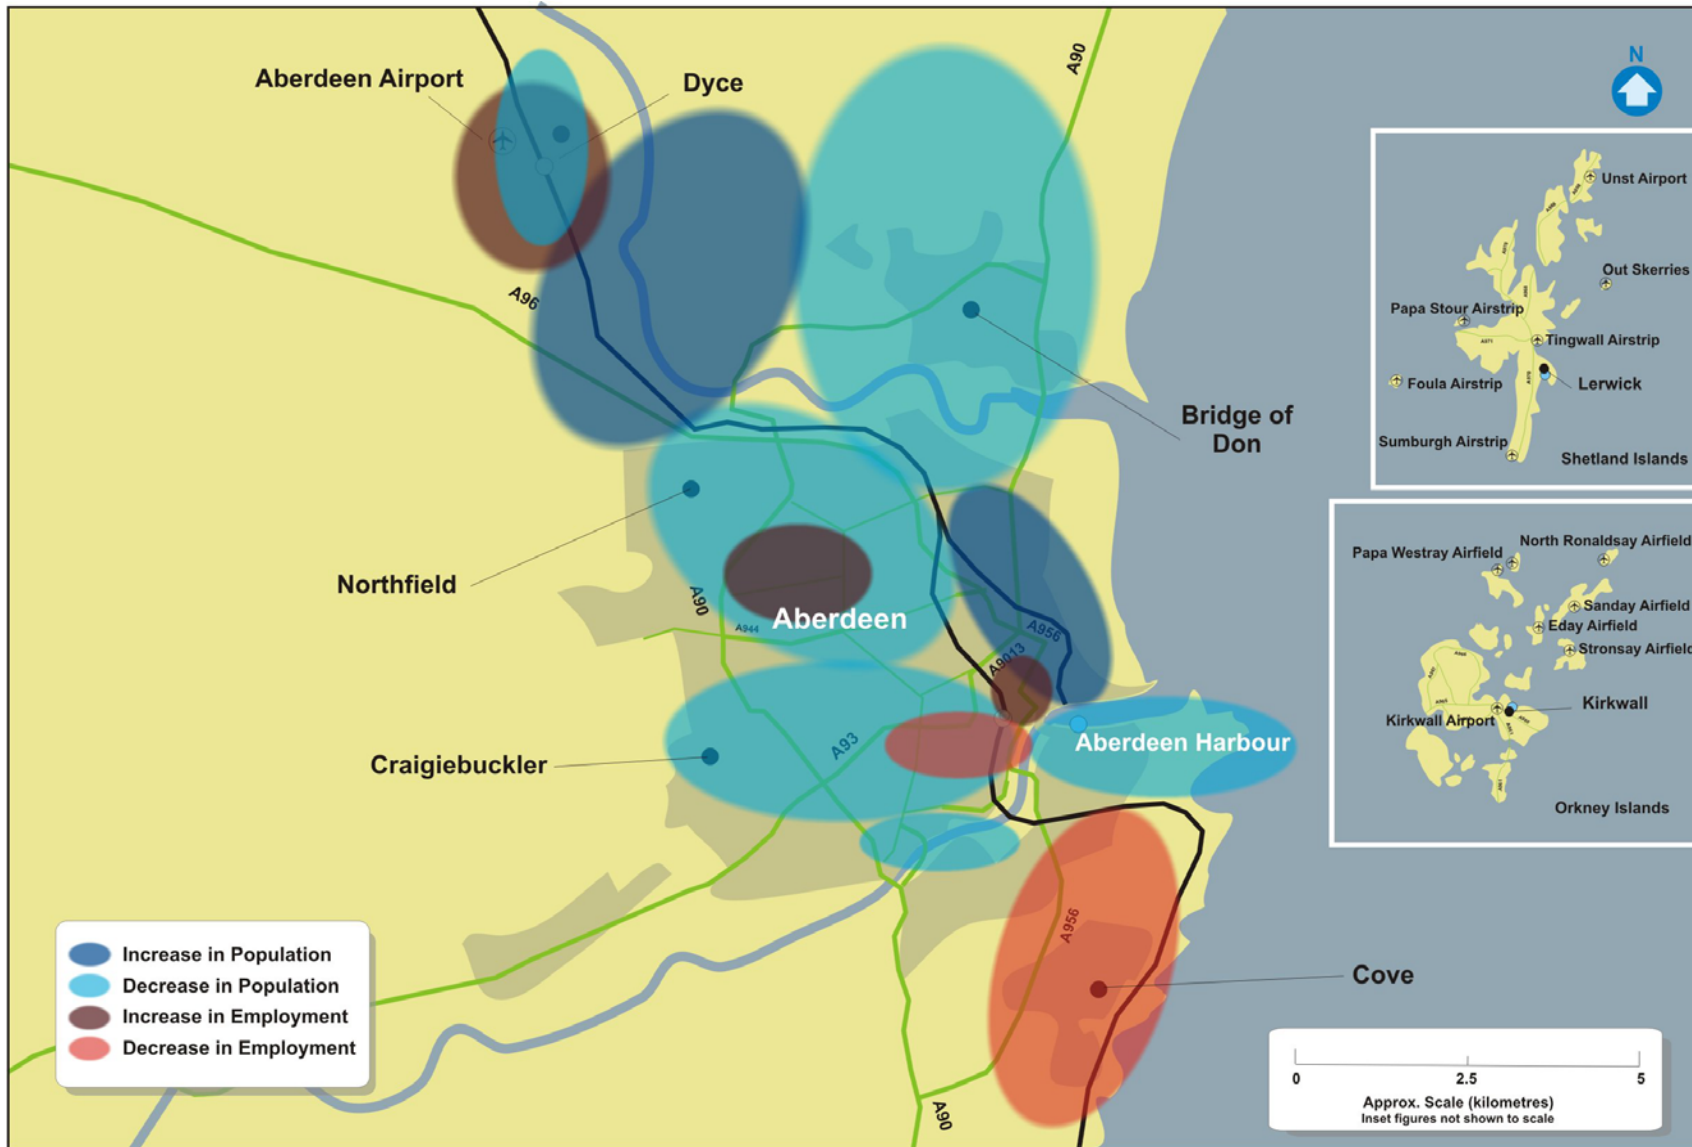 Aberdeen Airport
Dyce
A90
N
A96
Bridge of
Don
Northfield
A90
A944
Aberdeen
A956
A9013
Craigiebuckler
A93
Aberdeen Harbour
A956
Cove
A90
Increase in Population
Decrease in Population
Increase in Employment
Decrease in Employment
Unst Airport
Out Skerries
Papa Stour Airstrip
A971
Tingwall Airstrip
Foula Airstrip
Lerwick
Sumburgh Airstrip
Shetland Islands
Papa Westray Airfield
North Ronaldsay Airfield
Sanday Airfield
Eday Airfield
Stronsay Airfield
Kirkwall
Kirkwall Airport
Orkney Islands
0
2.5
5
Approx. Scale (kilometres)
Inset figures not shown to scale